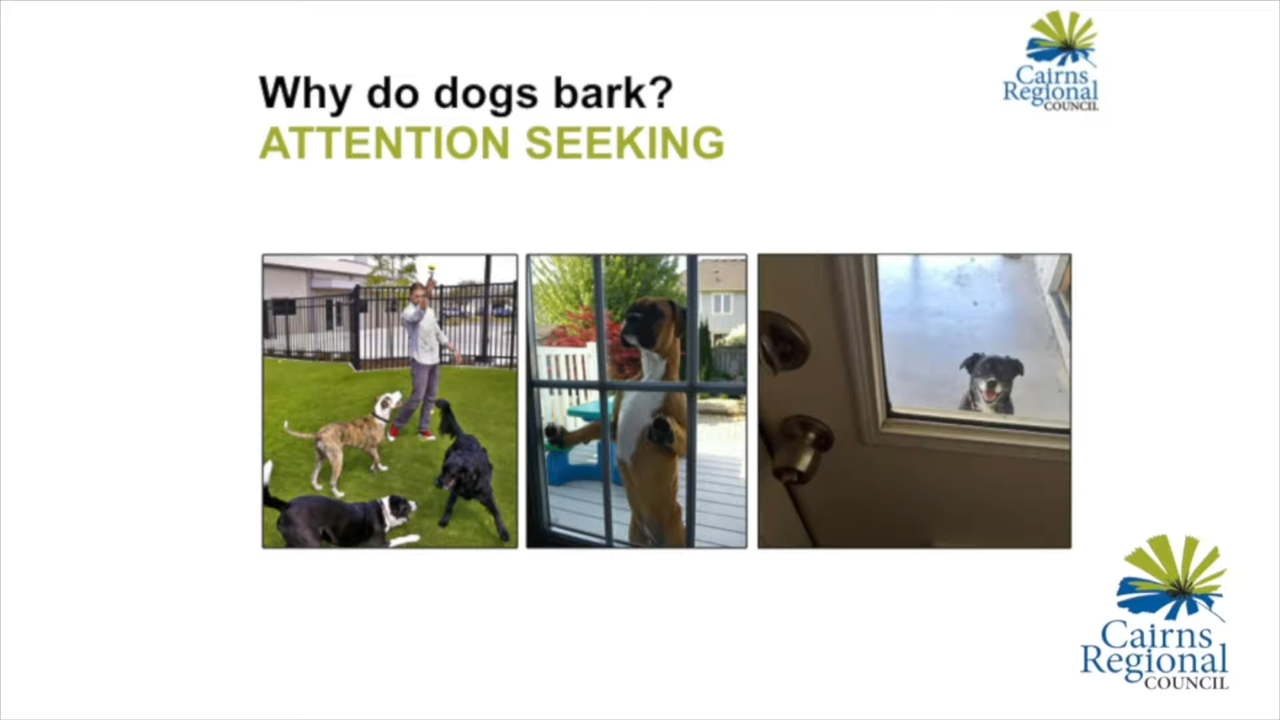 Why do dogs bark?
ATTENTION SEEKING
Cairns
Regional
COUNCIL
Cairns
Regional
COUNCIL